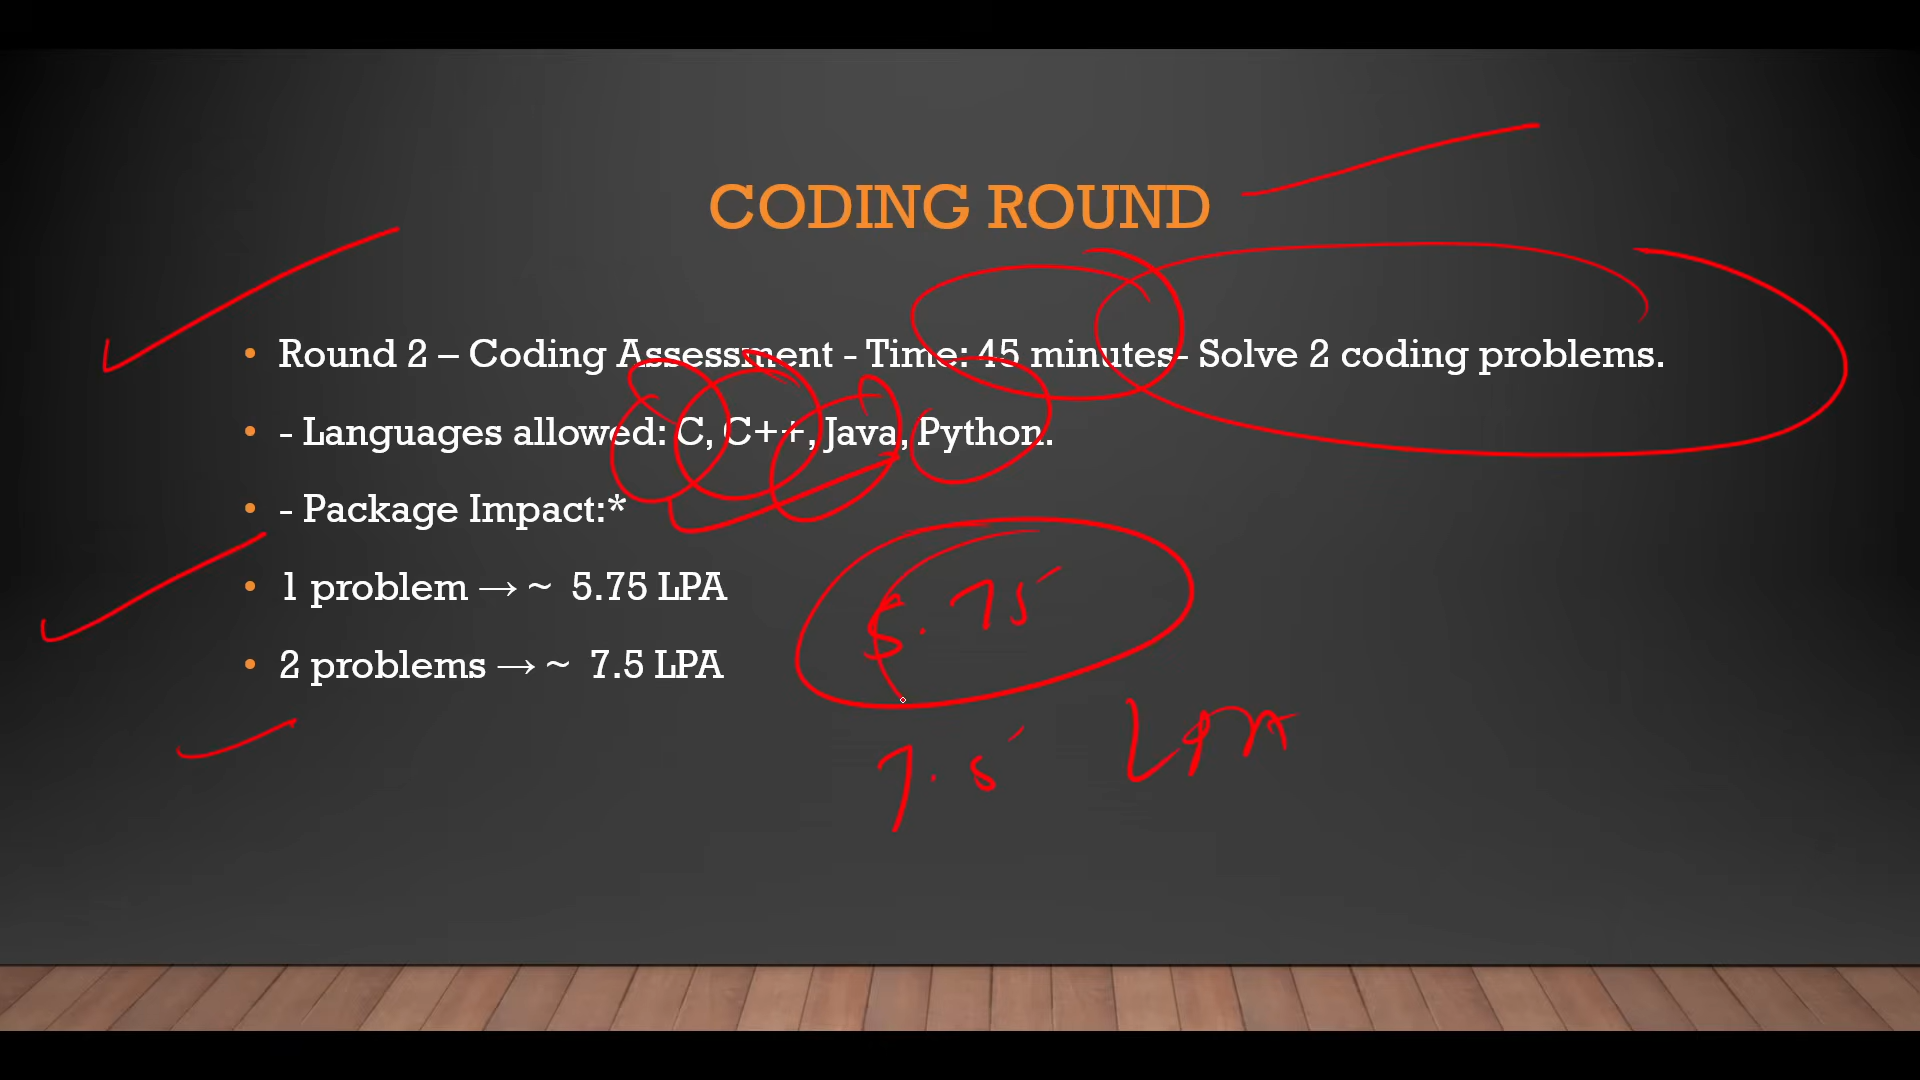 CODING ROUND
• Round 2 – Coding Assessment - Time: 45 minutes- Solve 2 coding problems.
• - Languages allowed: C, C++, Java, Python.
• - Package Impact:*
• 1 problem → ~ 5.75 LPA
• 2 problems → ~ 7.5 LPA
5.75
7.5 LPA